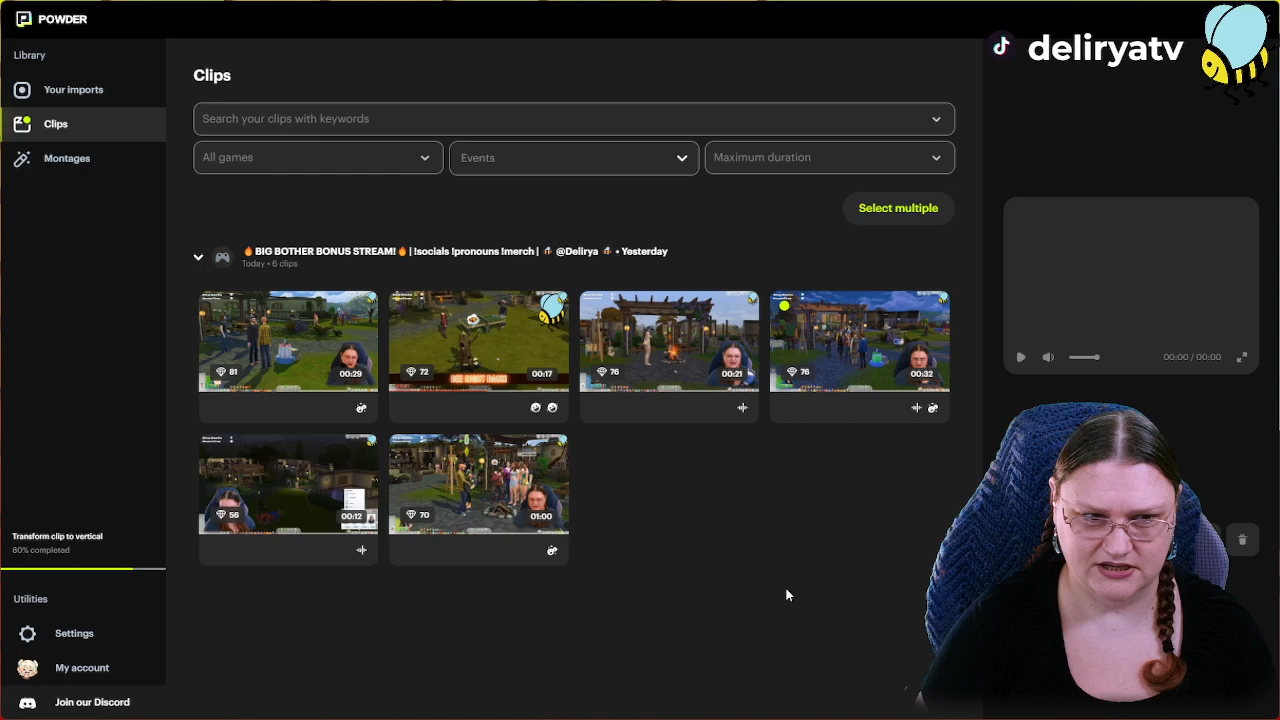 POWDER
deliryatv
Library
Your imports
Clips
Montages
Clips
Search your clips with keywords
All games
Events
Maximum duration
Select multiple
🔥BIG BOTHER BONUS STREAM!🔥| !socials !pronouns !merch | @Delirya • Yesterday
Today • 6 clips
81
00:29
72
BEE RIGHT BACK!
00:17
76
00:21
76
00:32
00:00 / 00:00
56
00:12
70
01:00
Transform clip to vertical
80% completed
Utilities
Settings
My account
Join our Discord